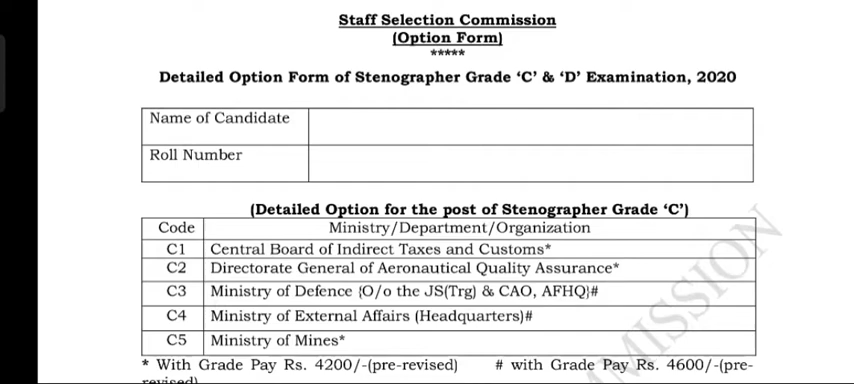 Staff Selection Commission
(Option Form)
*****
Detailed Option Form of Stenographer Grade ‘C’ & ‘D’ Examination, 2020
Name of Candidate
Roll Number
(Detailed Option for the post of Stenographer Grade ‘C’)
Code Ministry/Department/Organization
C1 Central Board of Indirect Taxes and Customs*
C2 Directorate General of Aeronautical Quality Assurance*
C3 Ministry of Defence {O/o the JS(Trg) & CAO, AFHQ}#
C4 Ministry of External Affairs (Headquarters)#
C5 Ministry of Mines*
* With Grade Pay Rs. 4200/-(pre-revised) # with Grade Pay Rs. 4600/-(pre-
revised)
MMISSION